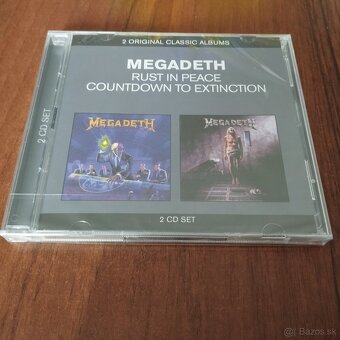 2 ORIGINAL CLASSIC ALBUMS
MEGADETH
RUST IN PEACE
COUNTDOWN TO EXTINCTION
2 CD SET
MEGADETH
MEGADETH
2 CD SET
© Bazos.sk